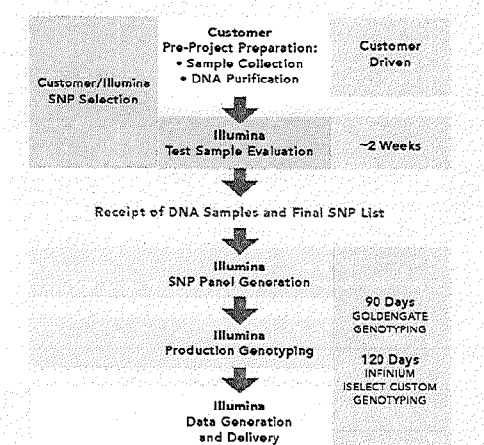 Customer
Pre-Project Preparation:
• Sample Collection
• DNA Purification
Customer
Driven
Customer/Illumina
SNP Selection
Illumina
Test Sample Evaluation
~2 Weeks
Receipt of DNA Samples and Final SNP List
Illumina
SNP Panel Generation
Illumina
Production Genotyping
90 Days
GOLDENGATE
GENOTYPING
120 Days
INFINIUM
ISELECT CUSTOM
GENOTYPING
Illumina
Data Generation
and Delivery